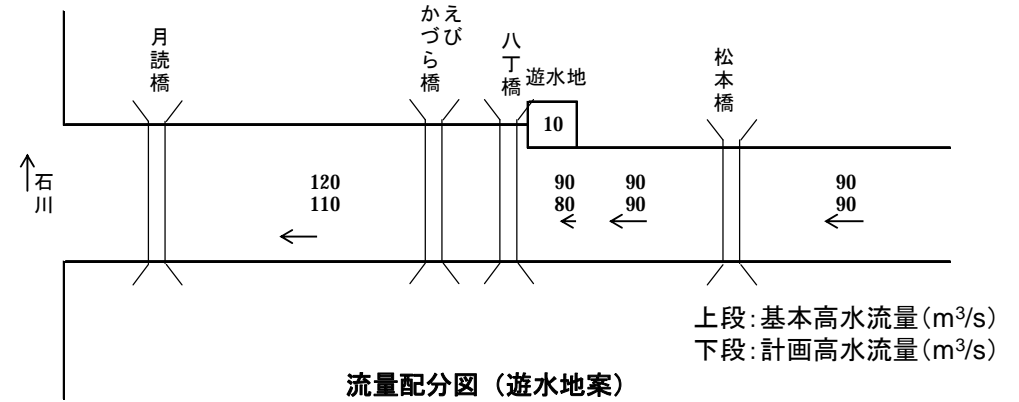 月読橋
えび
かづら橋
八丁橋
遊水地
松本橋
10
石川
120
110
90
80
90
90
90
90
上段:基本高水流量(m³/s)
下段:計画高水流量(m³/s)
流量配分図(遊水地案)